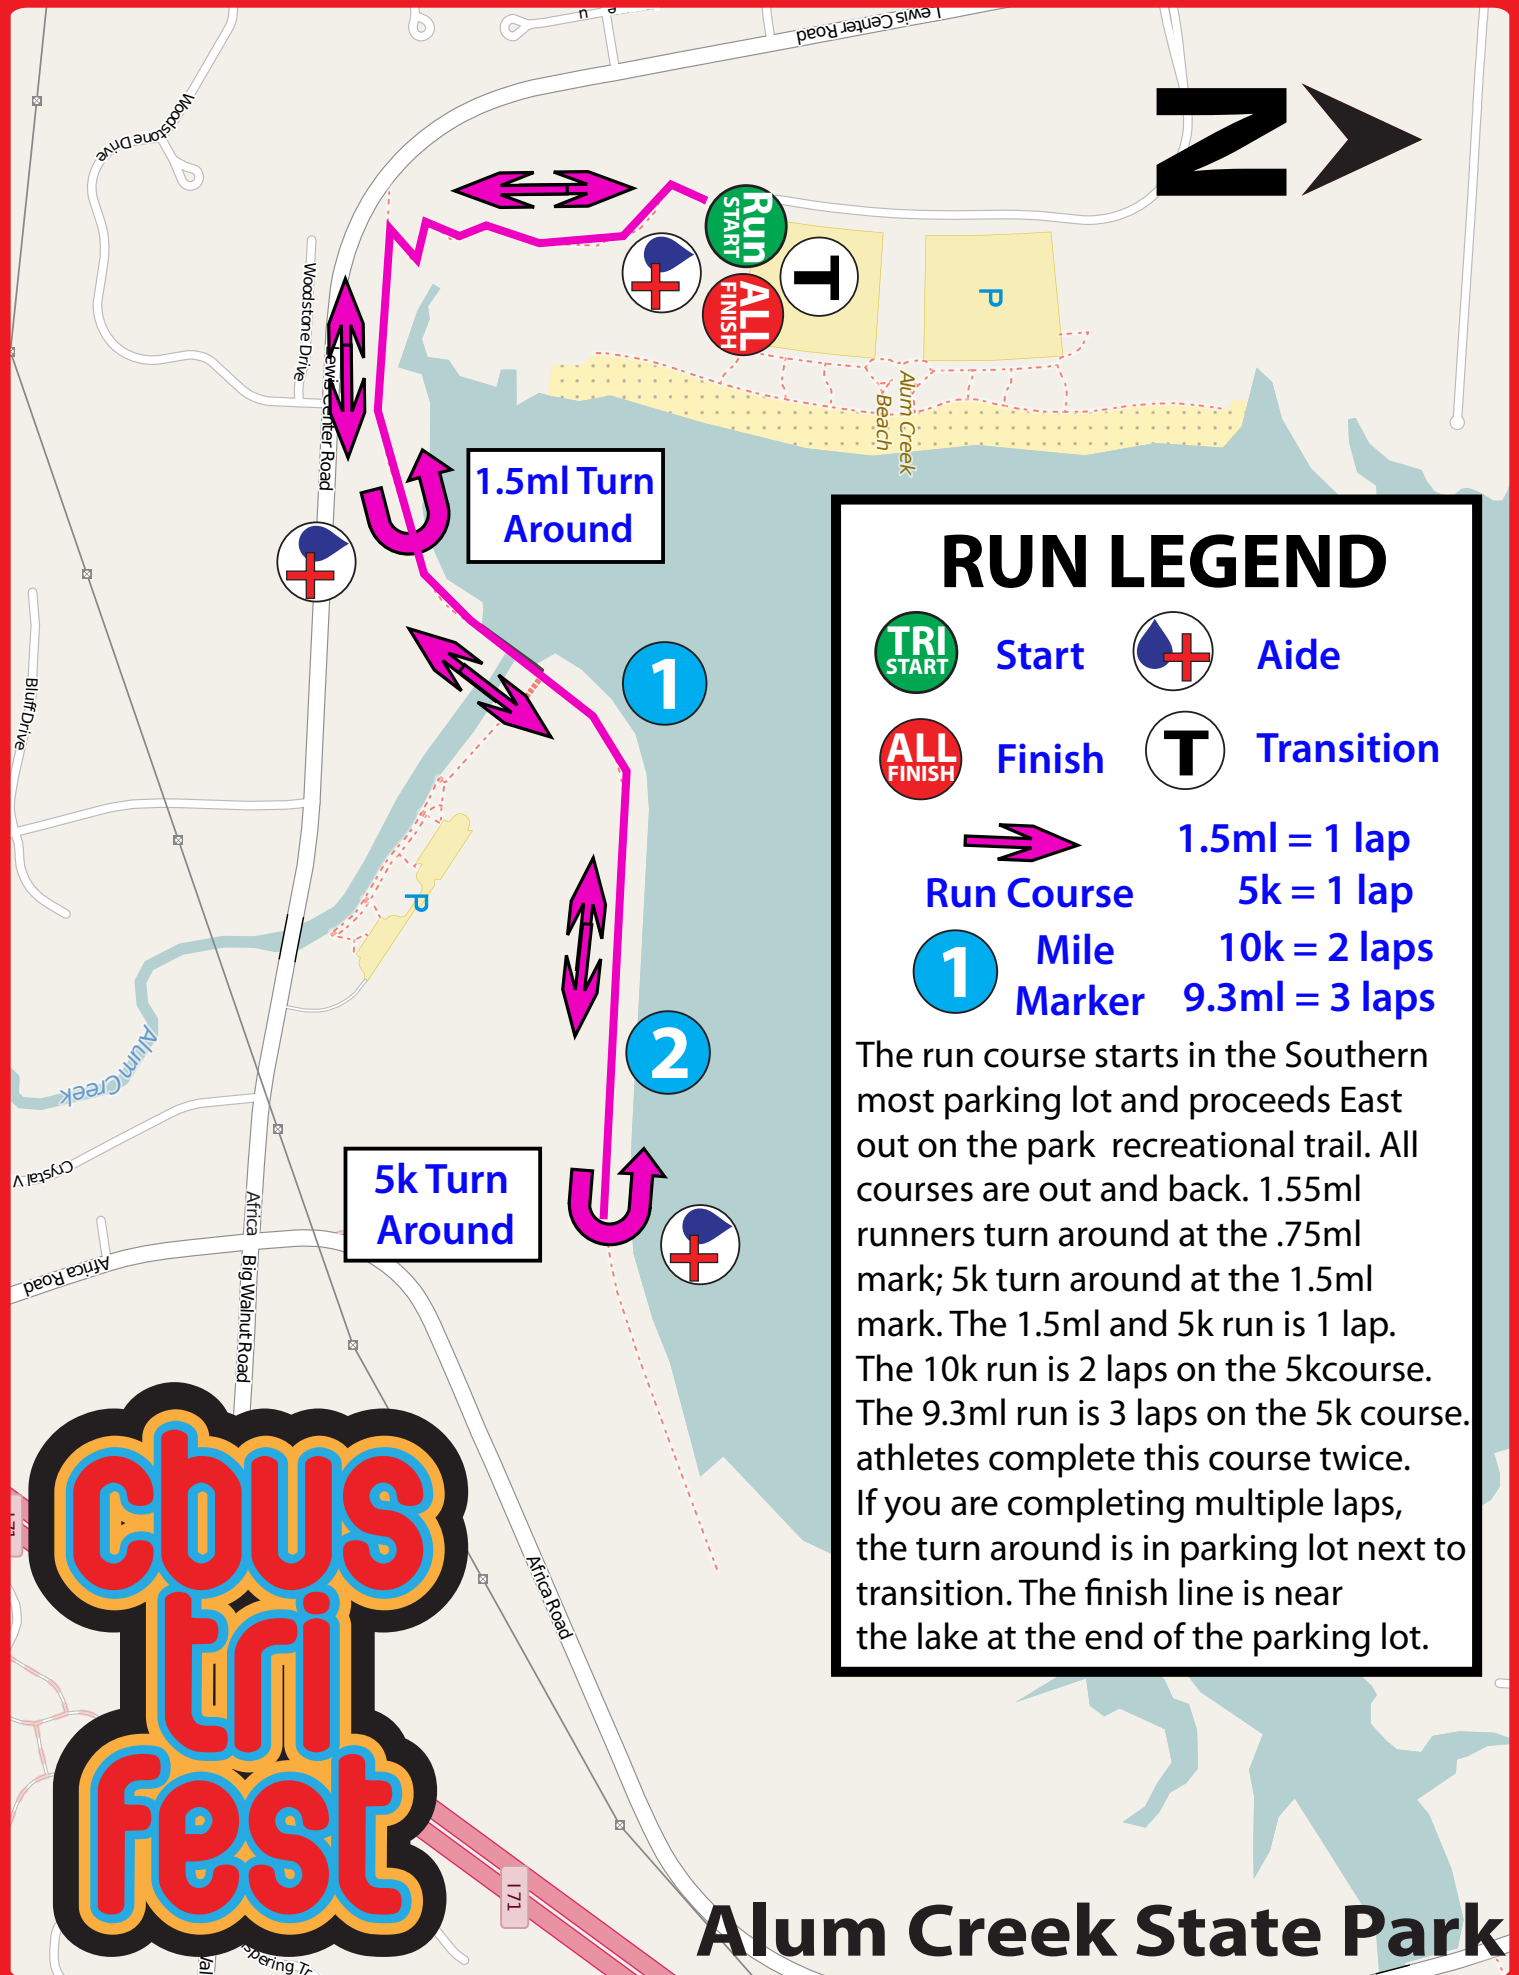 Lewis Center Road
Woodstone Drive
N
Run
START
ALL
FINISH
T
P
Woodstone Drive
Lewis Center Road
Alum Creek
Beach
1.5ml Turn
Around
1
Bluff Drive
P
2
Alum Creek
Crystal V
5k Turn
Around
Africa
Africa Road
Big Walnut Road
Africa Road
I 71
I 71
RUN LEGEND
TRI
START
Start
Aide
ALL
FINISH
Finish
T
Transition
Run Course
1
Mile
Marker
1.5ml = 1 lap
5k = 1 lap
10k = 2 laps
9.3ml = 3 laps
The run course starts in the Southern
most parking lot and proceeds East
out on the park recreational trail. All
courses are out and back. 1.55ml
runners turn around at the .75ml
mark; 5k turn around at the 1.5ml
mark. The 1.5ml and 5k run is 1 lap.
The 10k run is 2 laps on the 5kcourse.
The 9.3ml run is 3 laps on the 5k course.
athletes complete this course twice.
If you are completing multiple laps,
the turn around is in parking lot next to
transition. The finish line is near
the lake at the end of the parking lot.
cbus
tri
fest
Alum Creek State Park